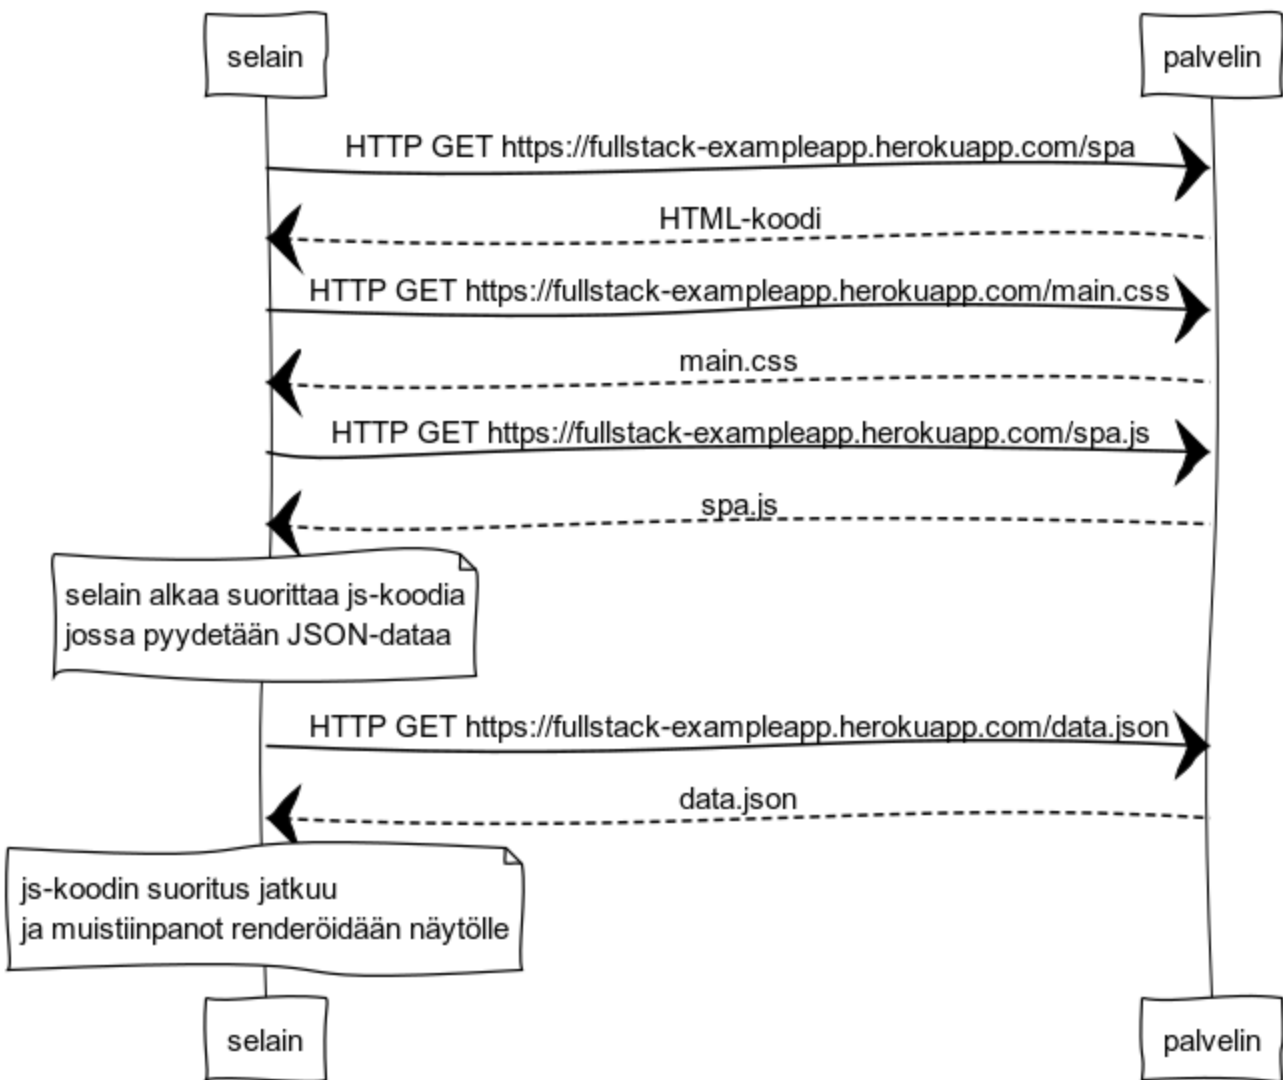 selain
palvelin
HTTP GET https://fullstack-exampleapp.herokuapp.com/spa
HTML-koodi
HTTP GET https://fullstack-exampleapp.herokuapp.com/main.css
main.css
HTTP GET https://fullstack-exampleapp.herokuapp.com/spa.js
spa.js
selain alkaa suorittaa js-koodia
jossa pyydetään JSON-dataa
HTTP GET https://fullstack-exampleapp.herokuapp.com/data.json
data.json
js-koodin suoritus jatkuu
ja muistiinpanot renderöidään näytölle
selain
palvelin